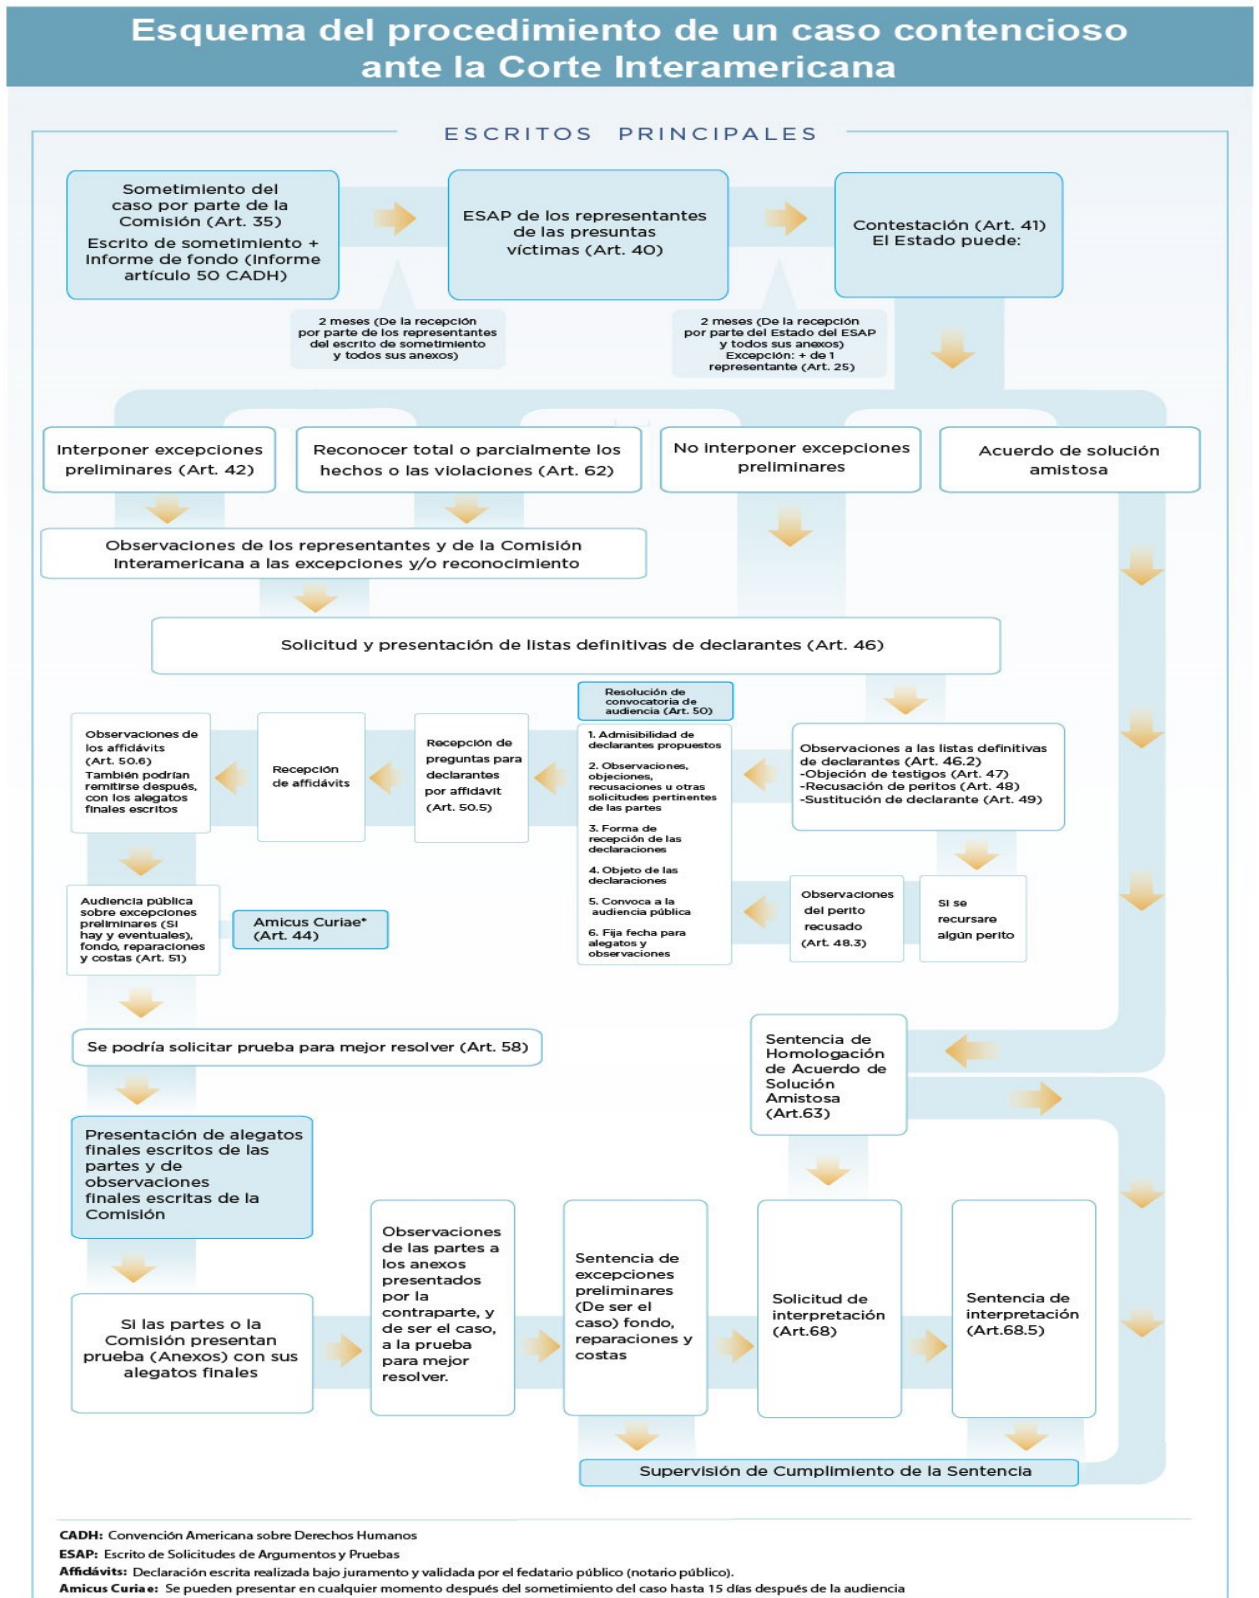 Esquema del procedimiento de un caso contencioso
ante la Corte Interamericana
ESCRITOS PRINCIPALES
Sometimiento del
caso por parte de la
Comisión (Art. 35)
Escrito de sometimiento +
Informe de fondo (Informe
artículo 50 CADH)
ESAP de los representantes
de las presuntas
víctimas (Art. 40)
Contestación (Art. 41)
El Estado puede:
2 meses (De la recepción
por parte de los representantes
del escrito de sometimiento
y todos sus anexos)
2 meses (De la recepción
por parte del Estado del ESAP
y todos sus anexos)
Excepción: + de 1
representante (Art. 25)
Interponer excepciones
preliminares (Art. 42)
Reconocer total o parcialmente los
hechos o las violaciones (Art. 62)
No interponer excepciones
preliminares
Acuerdo de solución
amistosa
Observaciones de los representantes y de la Comisión
Interamericana a las excepciones y/o reconocimiento
Solicitud y presentación de listas definitivas de declarantes (Art. 46)
Observaciones a las listas definitivas
de declarantes (Art. 46.2)
-Objeción de testigos (Art. 47)
-Recusación de peritos (Art. 48)
-Sustitución de declarante (Art. 49)
Si se
recursare
algún perito
Observaciones
del perito
recusado
(Art. 48.3)
Resolución de
convocatoria de
audiencia (Art. 50)
1. Admisibilidad de
declarantes propuestos
2. Observaciones,
objeciones,
recusaciones u otras
solicitudes pertinentes
de las partes
3. Forma de
recepción de las
declaraciones
4. Objeto de las
declaraciones
5. Convoca a la
audiencia pública
6. Fija fecha para
alegatos y
observaciones
Recepción de
preguntas para
declarantes
por affidávit
(Art. 50.5)
Recepción
de affidávits
Observaciones de
los affidávits
(Art. 50.6)
También podrían
remitirse después,
con los alegatos
finales escritos
Audiencia pública
sobre excepciones
preliminares (Si
hay y eventuales),
fondo, reparaciones
y costas (Art. 51)
Amicus Curiae*
(Art. 44)
Se podría solicitar prueba para mejor resolver (Art. 58)
Presentación de alegatos
finales escritos de las
partes y de
observaciones
finales escritas de la
Comisión
Si las partes o la
Comisión presentan
prueba (Anexos) con sus
alegatos finales
Observaciones
de las partes a
los anexos
presentados
por la
contraparte, y
de ser el caso,
a la prueba
para mejor
resolver.
Sentencia de
excepciones
preliminares
(De ser el
caso) fondo,
reparaciones y
costas
Sentencia de
Homologación
de Acuerdo de
Solución
Amistosa
(Art.63)
Solicitud de
interpretación
(Art.68)
Sentencia de
interpretación
(Art.68.5)
Supervisión de Cumplimiento de la Sentencia
CADH: Convención Americana sobre Derechos Humanos
ESAP: Escrito de Solicitudes de Argumentos y Pruebas
Affidávits: Declaración escrita realizada bajo juramento y validada por el fedatario público (notario público).
Amicus Curiae: Se pueden presentar en cualquier momento después del sometimiento del caso hasta 15 días después de la audiencia